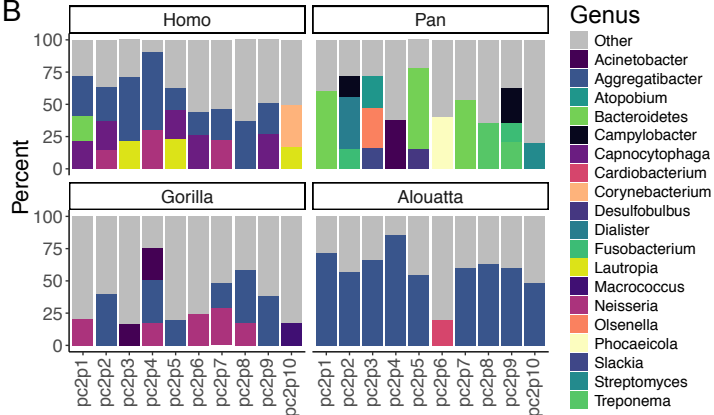 B
Homo
Pan
100
75
50
25
0
Percent
Gorilla
Alouatta
100
75
50
25
0
pc2p1
pc2p2
pc2p3
pc2p4
pc2p5
pc2p6
pc2p7
pc2p8
pc2p9
pc2p10
pc2p1
pc2p2
pc2p3
pc2p4
pc2p5
pc2p6
pc2p7
pc2p8
pc2p9
pc2p10
Genus
Other
Acinetobacter
Aggregatibacter
Atopobium
Bacteroidetes
Campylobacter
Capnocytophaga
Cardiobacterium
Corynebacterium
Desulfobulbus
Dialister
Fusobacterium
Lautropia
Macrococcus
Neisseria
Olsenella
Phocaeicola
Slackia
Streptomyces
Treponema